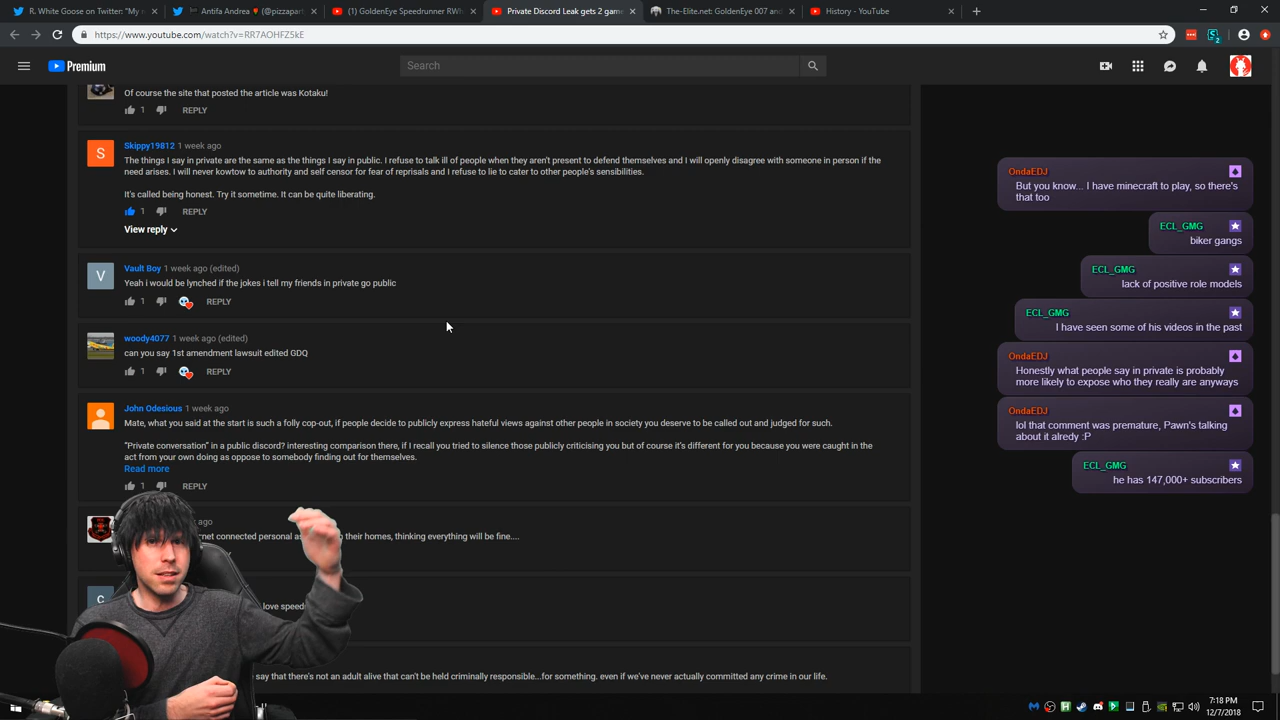 R. White Goose on Twitter: "My n
Antifa Andrea 🌹 (@pizzaparty
(1) GoldenEye Speedrunner RWh
Private Discord Leak gets 2 game
The-Elite.net: GoldenEye 007 and
History - YouTube
https://www.youtube.com/watch?v=RR7AOHFZ5kE
Premium
Search
Of course the site that posted the article was Kotaku!
1 REPLY
S
Skippy19812 1 week ago
The things I say in private are the same as the things I say in public. I refuse to talk ill of people when they aren't present to defend themselves and I will openly disagree with someone in person if the
need arises. I will never kowtow to authority and self censor for fear of reprisals and I refuse to lie to cater to other people's sensibilities.
It's called being honest. Try it sometime. It can be quite liberating.
1 REPLY
View reply
V
Vault Boy 1 week ago (edited)
Yeah i would be lynched if the jokes i tell my friends in private go public
1 REPLY
woody4077 1 week ago (edited)
can you say 1st amendment lawsuit edited GDQ
1 REPLY
John Odesious 1 week ago
Mate, what you said at the start is such a folly cop-out, if people decide to publicly express hateful views against other people in society you deserve to be called out and judged for such.
"Private conversation" in a public discord? interesting comparison there, if I recall you tried to silence those publicly criticising you but of course it's different for you because you were caught in the
act from your own doing as oppose to somebody finding out for themselves.
Read more
1 REPLY
ago
their homes, thinking everything will be fine....
C
love
say that there's not an adult alive that can't be held criminally responsible...for something. even if we've never actually committed any crime in our life.
OndaEDJ
But you know... I have minecraft to play, so there's
that too
ECL_GMG
biker gangs
ECL_GMG
lack of positive role models
ECL_GMG
I have seen some of his videos in the past
OndaEDJ
Honestly what people say in private is probably
more likely to expose who they really are anyways
OndaEDJ
lol that comment was premature, Pawn's talking
about it alredy :P
ECL_GMG
he has 147,000+ subscribers
7:18 PM
12/7/2018